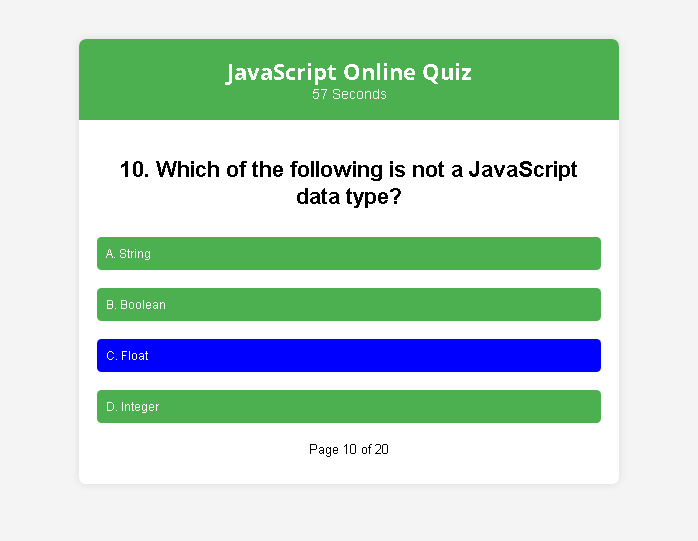 JavaScript Online Quiz
57 Seconds
10. Which of the following is not a JavaScript
data type?
A. String
B. Boolean
C. Float
D. Integer
Page 10 of 20